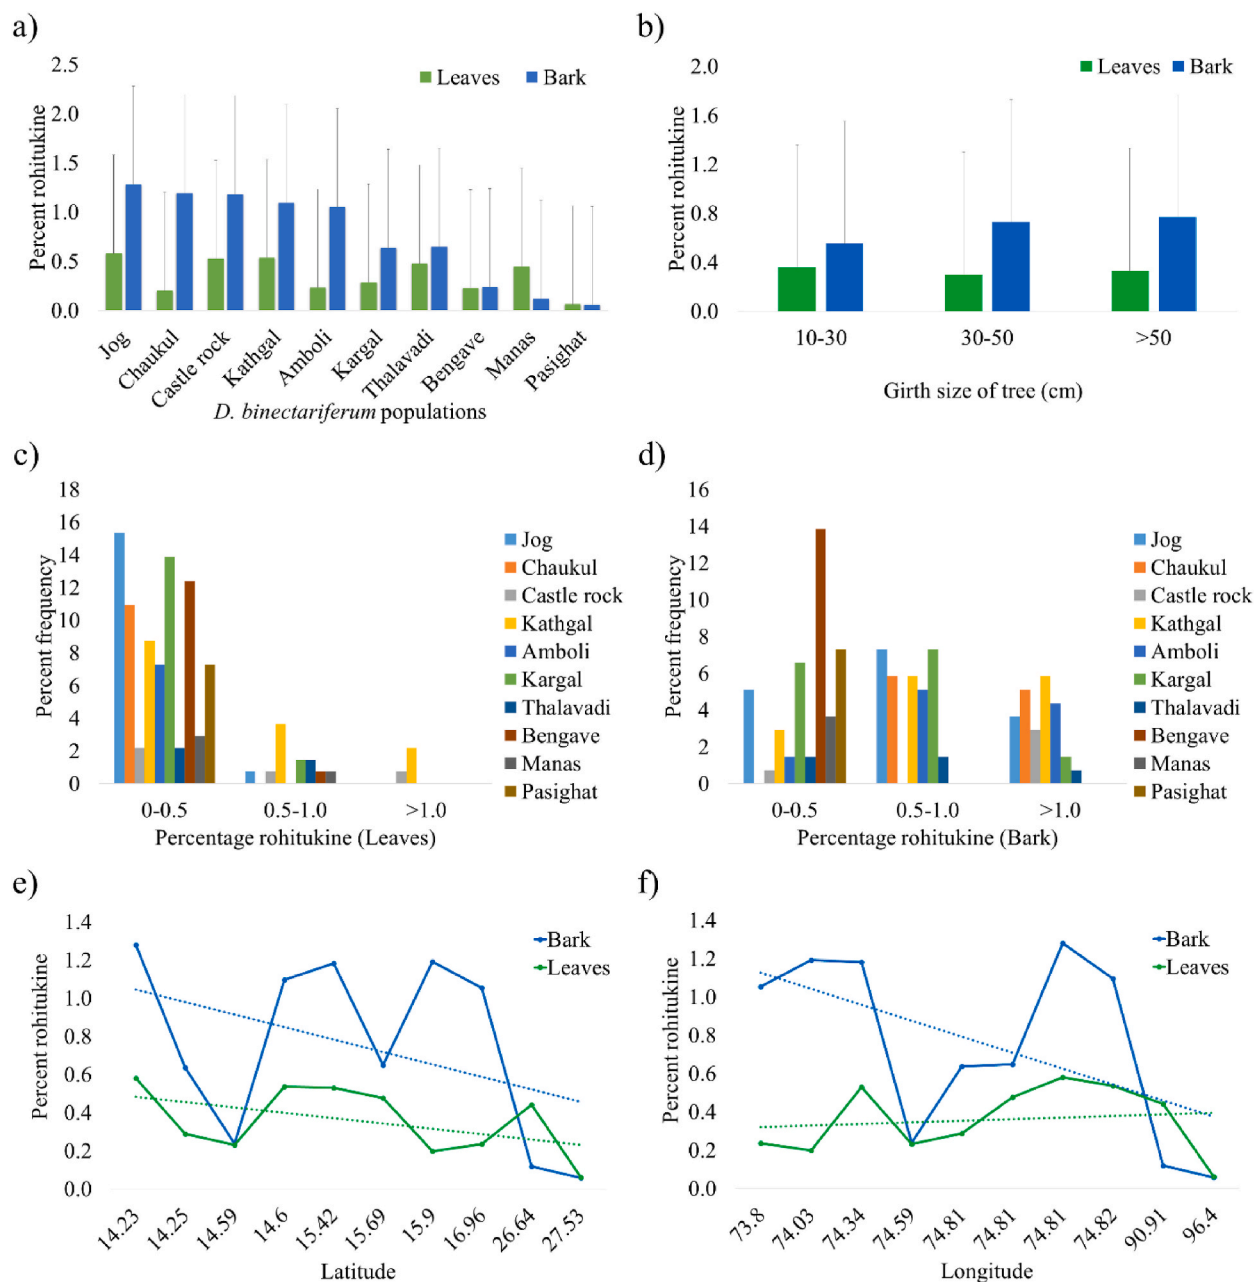 a)
Leaves Bark
Percent rohitukine
2.5
2.0
1.5
1.0
0.5
0.0
Jog
Chaukul
Castle rock
Kathgal
Amboli
Kargal
Thalavadi
Bengave
Manas
Pasighat
D. binectariferum populations
b)
Leaves Bark
Percent rohitukine
2.0
1.6
1.2
0.8
0.4
0.0
10-30 30-50 >50
Girth size of tree (cm)
c)
Percent frequency
18
16
14
12
10
8
6
4
2
0
0-0.5 0.5-1.0 >1.0
Percentage rohitukine (Leaves)
Jog
Chaukul
Castle rock
Kathgal
Amboli
Kargal
Thalavadi
Bengave
Manas
Pasighat
d)
Percent frequency
16
14
12
10
8
6
4
2
0
0-0.5 0.5-1.0 >1.0
Percentage rohitukine (Bark)
Jog
Chaukul
Castle rock
Kathgal
Amboli
Kargal
Thalavadi
Bengave
Manas
Pasighat
e)
Percent rohitukine
1.4
1.2
1.0
0.8
0.6
0.4
0.2
0.0
Bark
Leaves
14.23
14.25
14.59
14.6
15.42
15.69
15.9
16.96
26.64
27.53
Latitude
f)
Percent rohitukine
1.4
1.2
1.0
0.8
0.6
0.4
0.2
0.0
Bark
Leaves
73.8
74.03
74.34
74.59
74.81
74.81
74.81
74.82
90.91
96.4
Longitude